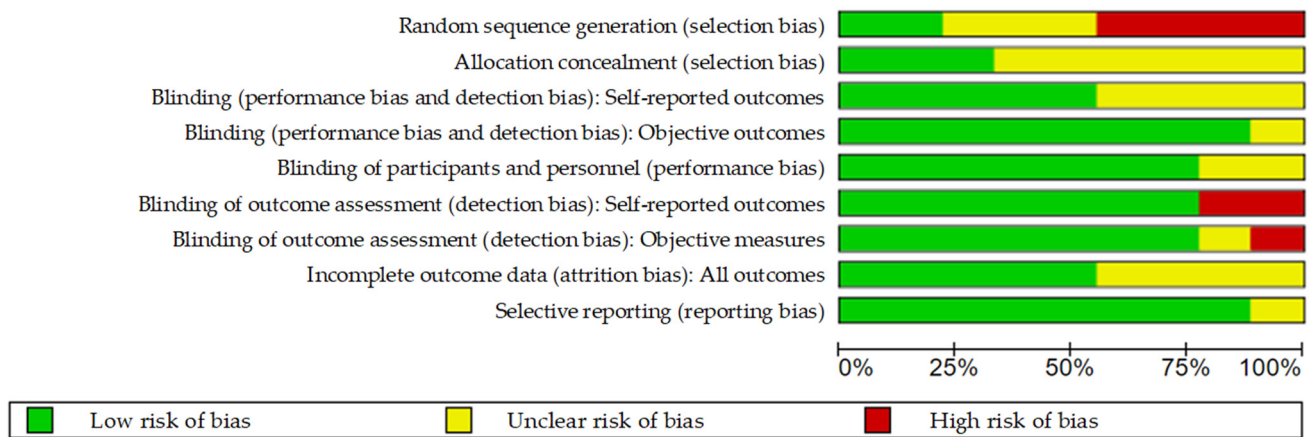 Random sequence generation (selection bias)
Allocation concealment (selection bias)
Blinding (performance bias and detection bias): Self-reported outcomes
Blinding (performance bias and detection bias): Objective outcomes
Blinding of participants and personnel (performance bias)
Blinding of outcome assessment (detection bias): Self-reported outcomes
Blinding of outcome assessment (detection bias): Objective measures
Incomplete outcome data (attrition bias): All outcomes
Selective reporting (reporting bias)
0% 25% 50% 75% 100%
Low risk of bias Unclear risk of bias High risk of bias